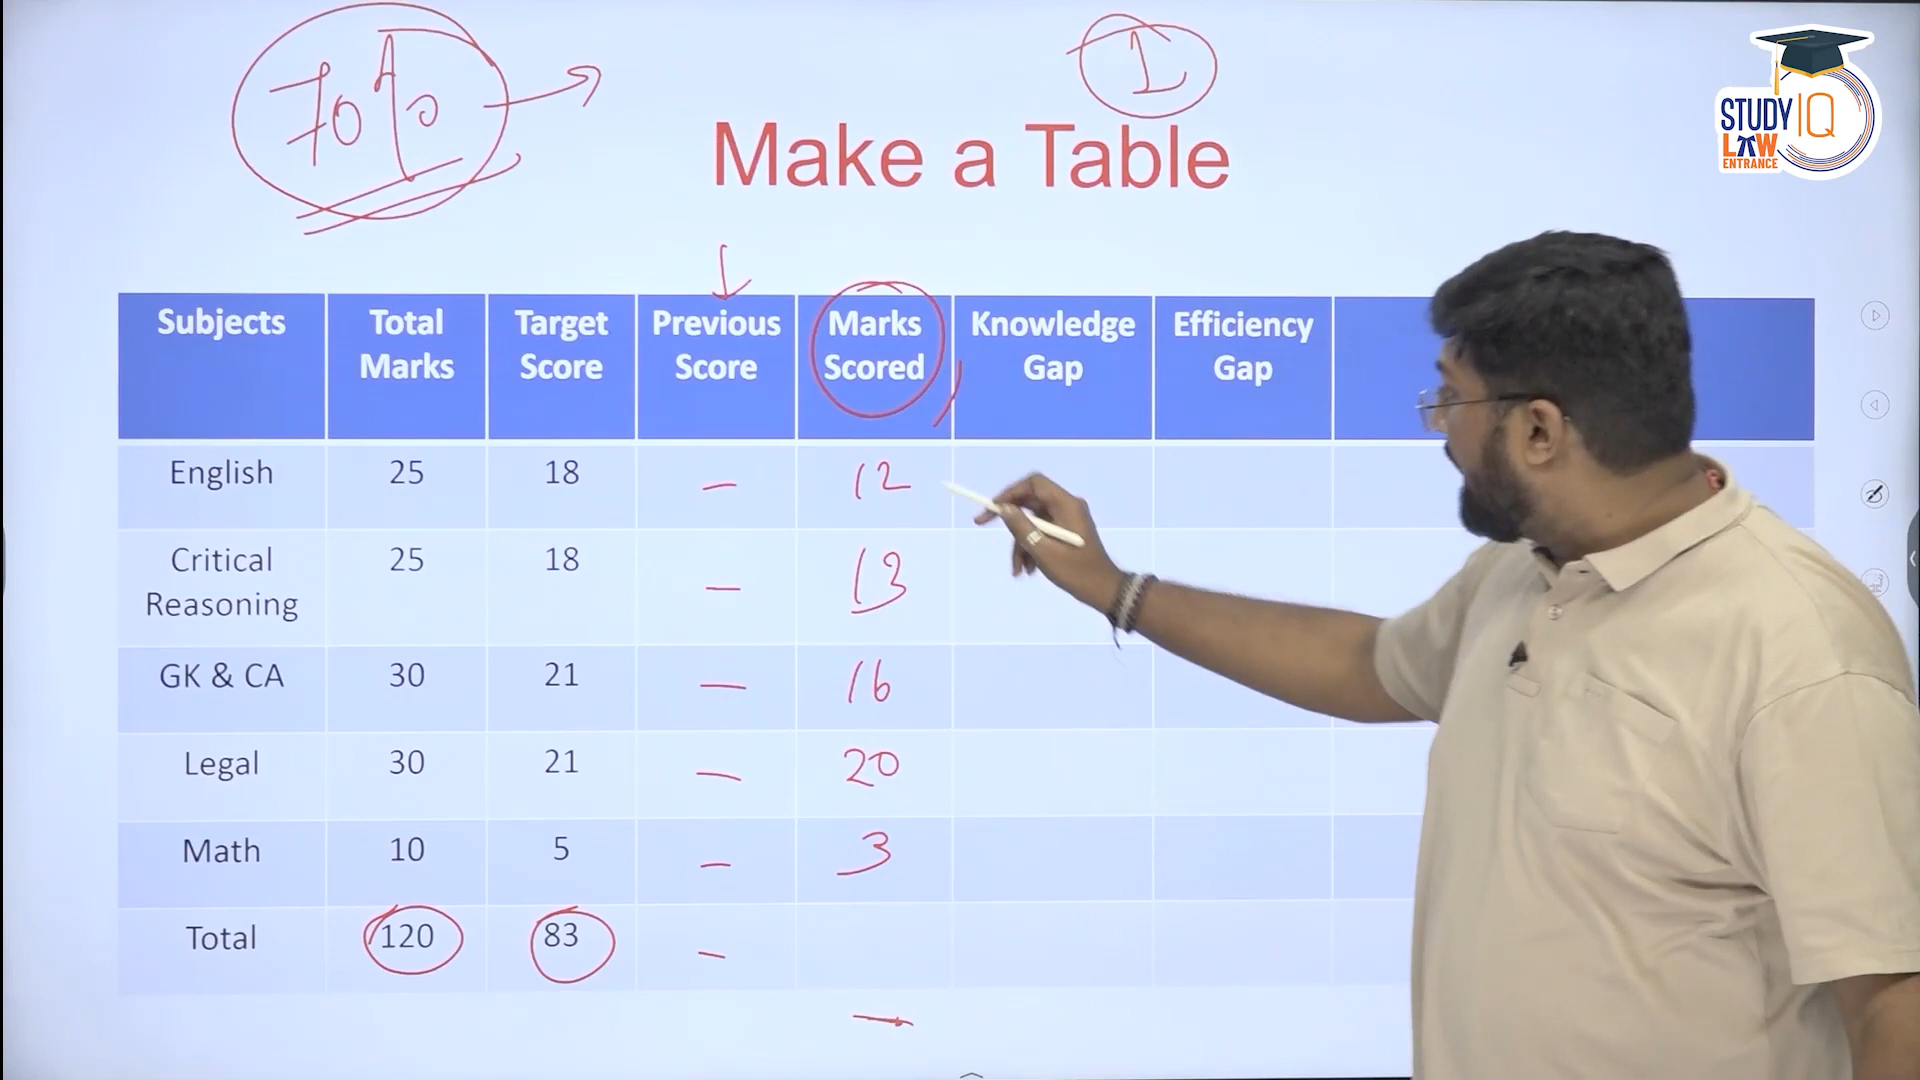 70%
1
STUDY IQ
LAW
ENTRANCE
Make a Table
Subjects Total Marks Target Score Previous Score Marks Scored Knowledge Gap Efficiency Gap
English 25 18 – 12
Critical Reasoning 25 18 – 13
GK & CA 30 21 – 16
Legal 30 21 – 20
Math 10 5 – 3
Total 120 83 –